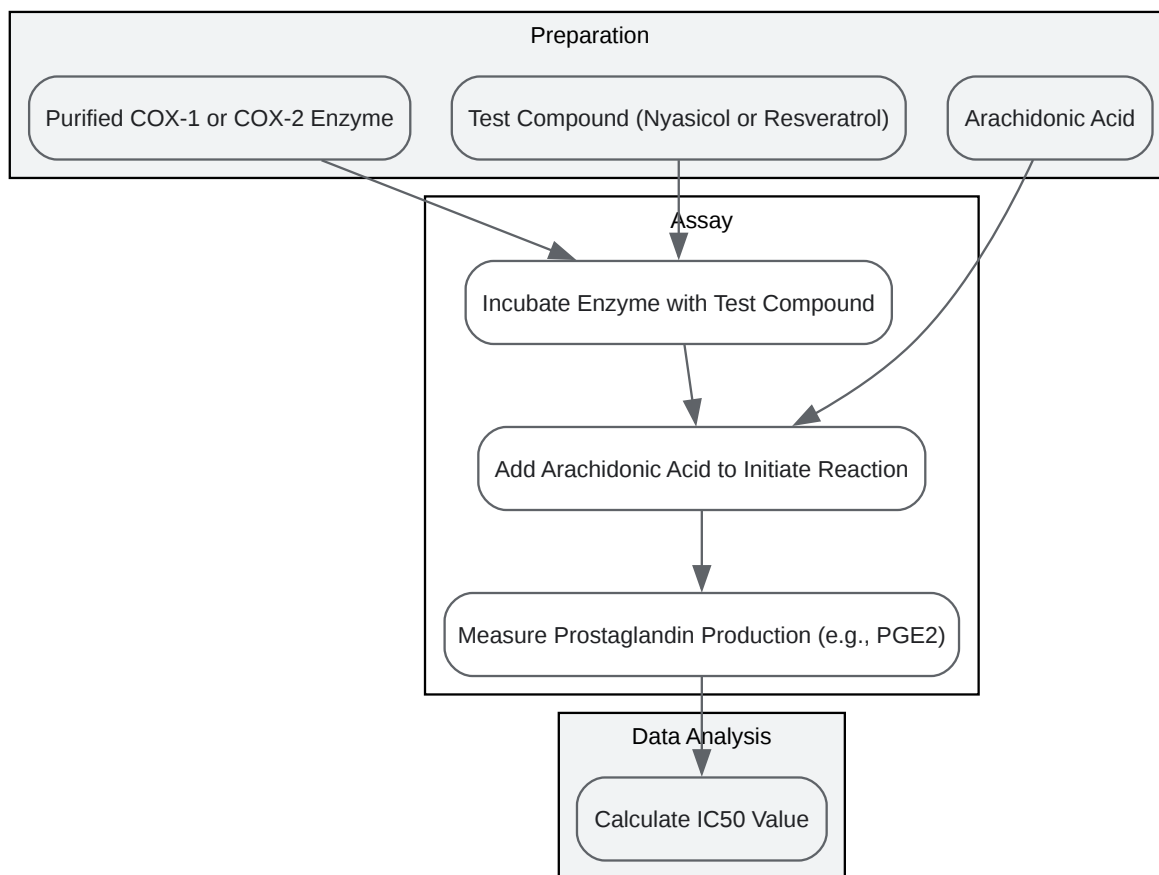 Preparation
Purified COX-1 or COX-2 Enzyme
Test Compound (Nyasicol or Resveratrol)
Arachidonic Acid
Assay
Incubate Enzyme with Test Compound
Add Arachidonic Acid to Initiate Reaction
Measure Prostaglandin Production (e.g., PGE2)
Data Analysis
Calculate IC50 Value